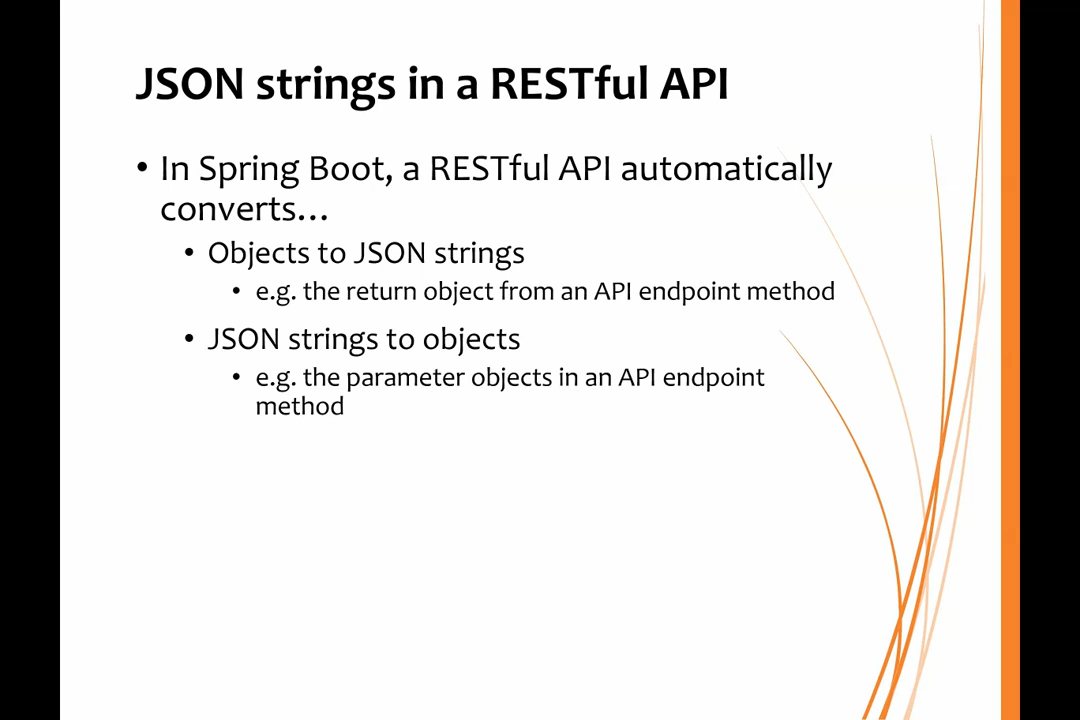 JSON strings in a RESTful API
• In Spring Boot, a RESTful API automatically
converts…
• Objects to JSON strings
• e.g. the return object from an API endpoint method
• JSON strings to objects
• e.g. the parameter objects in an API endpoint
method